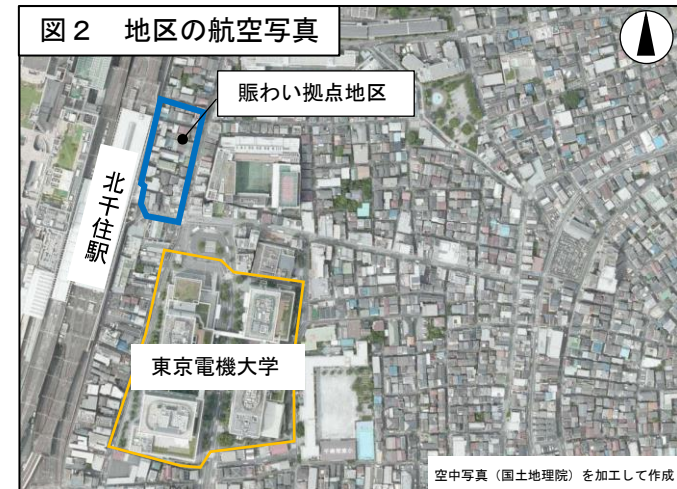 図２　地区の航空写真
賑わい拠点地区
北千住駅
東京電機大学
空中写真（国土地理院）を加工して作成